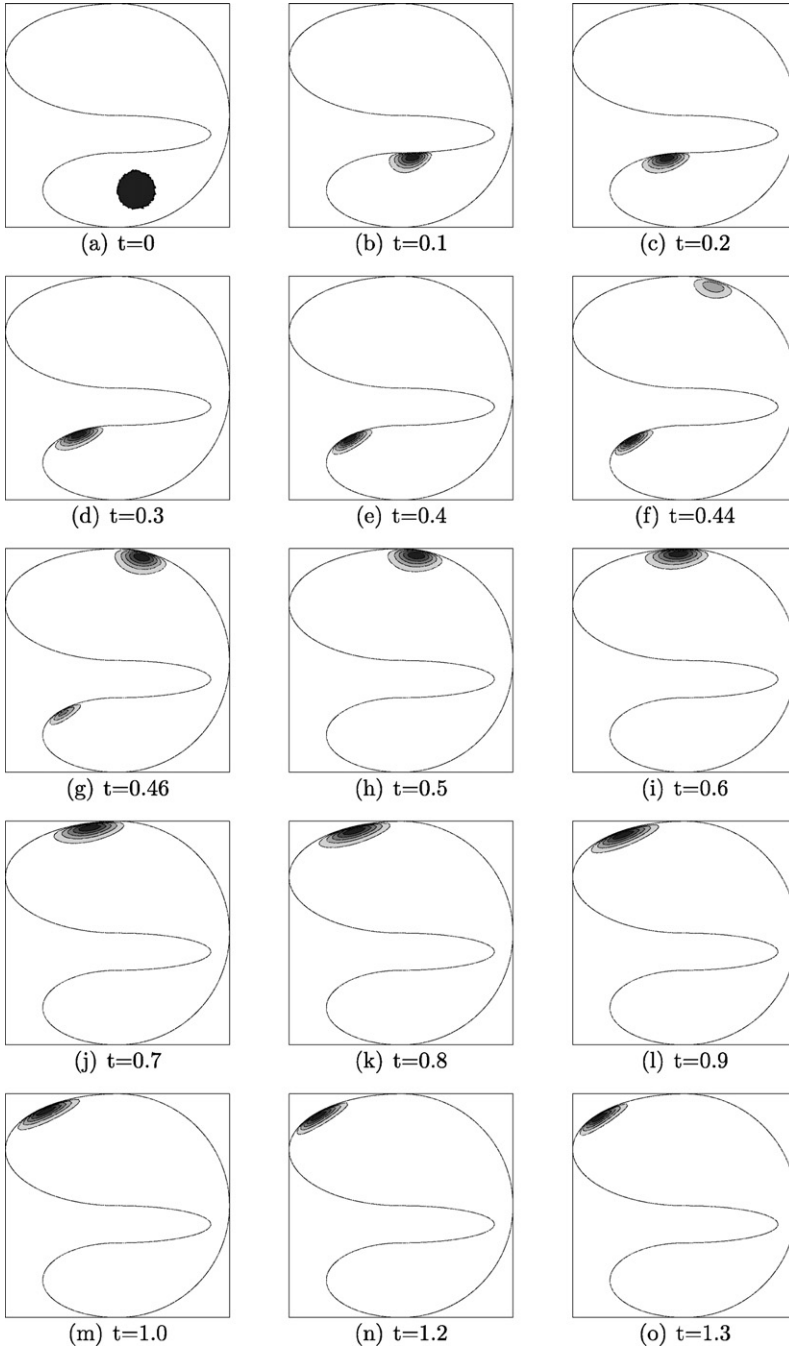 (a) t=0
(b) t=0.1
(c) t=0.2
(d) t=0.3
(e) t=0.4
(f) t=0.44
(g) t=0.46
(h) t=0.5
(i) t=0.6
(j) t=0.7
(k) t=0.8
(l) t=0.9
(m) t=1.0
(n) t=1.2
(o) t=1.3